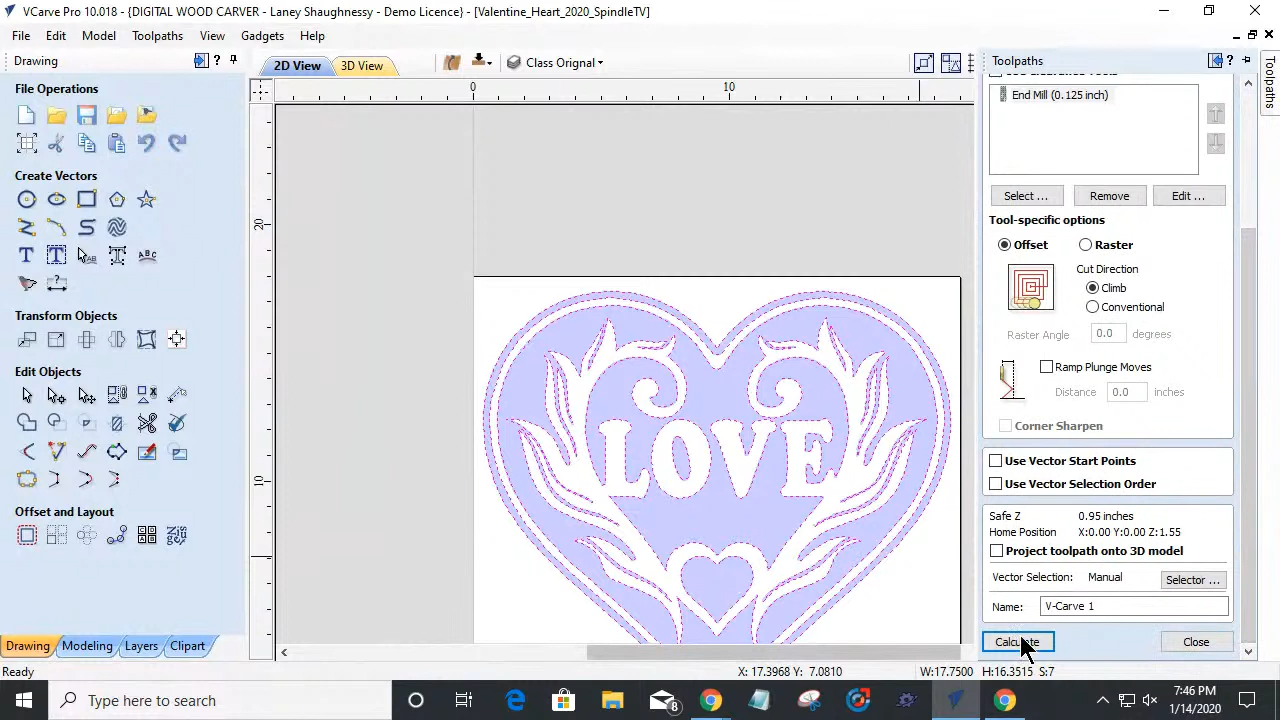 VCarve Pro 10.018 - {DIGITAL WOOD CARVER - Laney Shaughnessy - Demo Licence} - [Valentine_Heart_2020_SpindleTV]
File Edit Model Toolpaths View Gadgets Help
Drawing
File Operations
Create Vectors
Transform Objects
Edit Objects
Offset and Layout
Drawing Modeling Layers Clipart
Ready
2D View 3D View
Class Original
0 10
20
10
LOVE
X: 17.3968 Y: 7.0810
W:17.7500 H:16.3515 S:7
Toolpaths
Toolpaths
End Mill (0.125 inch)
Select ... Remove Edit ...
Tool-specific options
Offset Raster
Cut Direction
Climb
Conventional
Raster Angle 0.0 degrees
Ramp Plunge Moves
Distance 0.0 inches
Corner Sharpen
Use Vector Start Points
Use Vector Selection Order
Safe Z 0.95 inches
Home Position X:0.00 Y:0.00 Z:1.55
Project toolpath onto 3D model
Vector Selection: Manual Selector ...
Name: V-Carve 1
Calculate Close
Type here to search
8
7:46 PM
1/14/2020